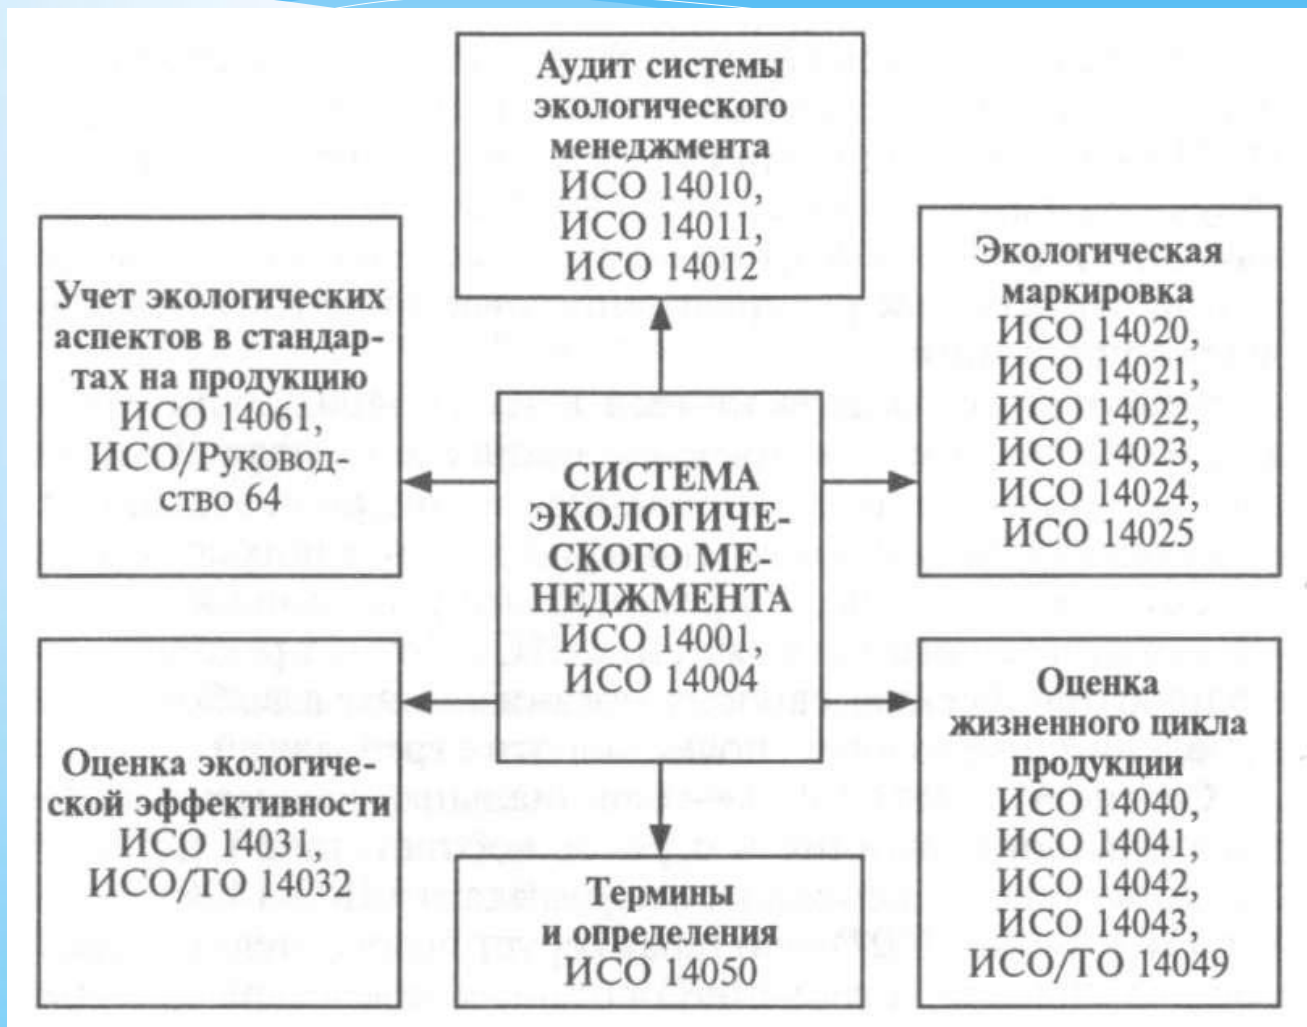 Аудит системы
экологического
менеджмента
ИСО 14010,
ИСО 14011,
ИСО 14012
Учет экологических
аспектов в стандар-
тах на продукцию
ИСО 14061,
ИСО/Руковод-
ство 64
Экологическая
маркировка
ИСО 14020,
ИСО 14021,
ИСО 14022,
ИСО 14023,
ИСО 14024,
ИСО 14025
СИСТЕМА
ЭКОЛОГИЧЕ-
СКОГО МЕ-
НЕДЖМЕНТА
ИСО 14001,
ИСО 14004
Оценка экологиче-
ской эффективности
ИСО 14031,
ИСО/ТО 14032
Термины
и определения
ИСО 14050
Оценка
жизненного цикла
продукции
ИСО 14040,
ИСО 14041,
ИСО 14042,
ИСО 14043,
ИСО/ТО 14049